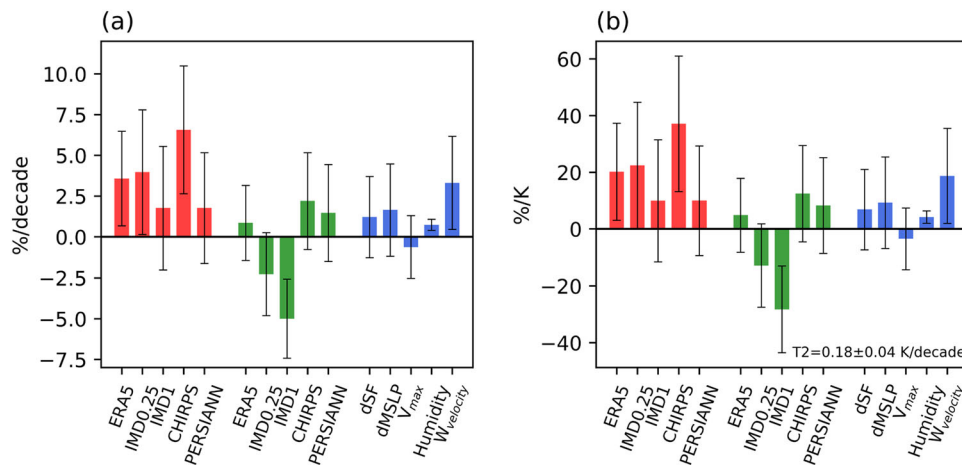 (a)
%/decade
10.0
7.5
5.0
2.5
0.0
−2.5
−5.0
−7.5
ERA5
IMD0.25
IMD1
CHIRPS
PERSIANN
ERA5
IMD0.25
IMD1
CHIRPS
PERSIANN
dSF
dMSLP
Vmax
Humidity
Wvelocity
(b)
%/K
60
40
20
0
−20
−40
T2=0.18±0.04 K/decade
ERA5
IMD0.25
IMD1
CHIRPS
PERSIANN
ERA5
IMD0.25
IMD1
CHIRPS
PERSIANN
dSF
dMSLP
Vmax
Humidity
Wvelocity